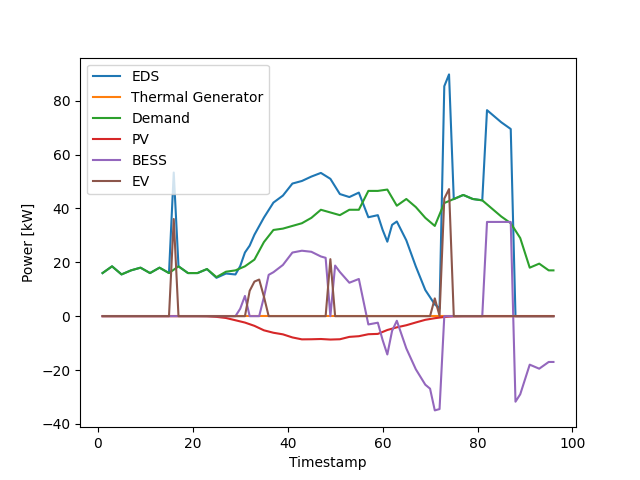 EDS
Thermal Generator
Demand
PV
BESS
EV
Power [kW]
80
60
40
20
0
−20
−40
0 20 40 60 80 100
Timestamp